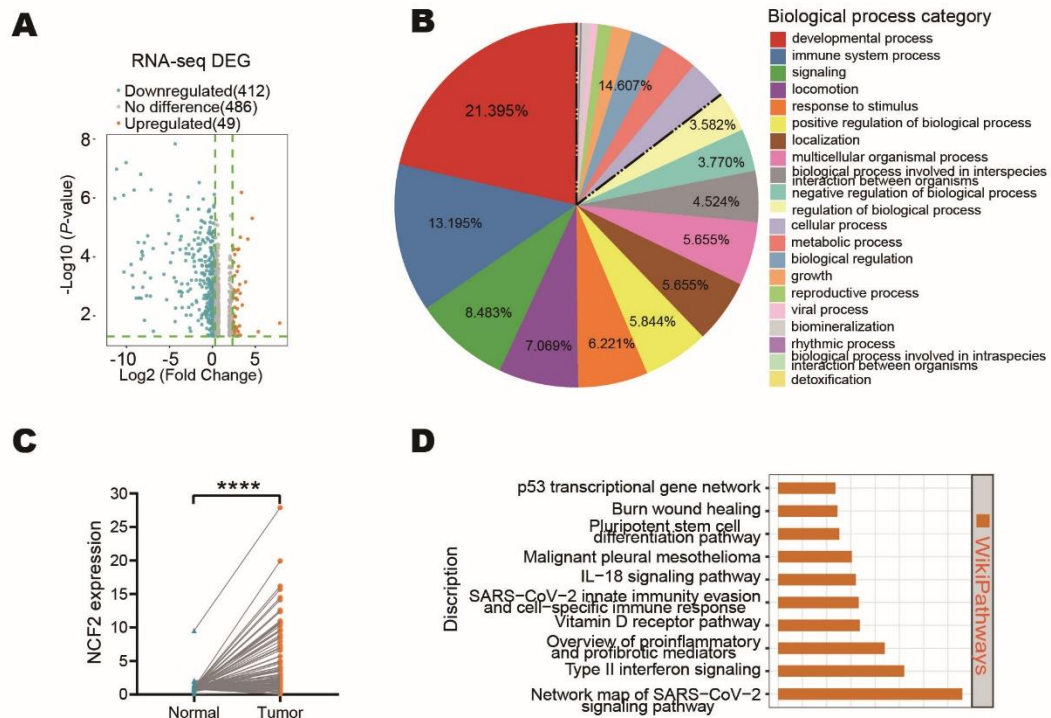 A
RNA-seq DEG
Downregulated(412)
No difference(486)
Upregulated(49)
8
6
4
2
-Log10 (P-value)
-10
-5
0
5
Log2 (Fold Change)
B
21.395%
13.195%
8.483%
7.069%
6.221%
5.844%
5.655%
5.655%
4.524%
3.770%
3.582%
14.607%
Biological process category
developmental process
immune system process
signaling
locomotion
response to stimulus
positive regulation of biological process
localization
multicellular organismal process
biological process involved in interspecies
interaction between organisms
negative regulation of biological process
regulation of biological process
cellular process
metabolic process
biological regulation
growth
reproductive process
viral process
biomineralization
rhythmic process
biological process involved in intraspecies
interaction between organisms
detoxification
C
****
30
25
20
15
10
5
0
NCF2 expression
Normal
Tumor
D
Discription
p53 transcriptional gene network
Burn wound healing
Pluripotent stem cell
differentiation pathway
Malignant pleural mesothelioma
IL-18 signaling pathway
SARS-CoV-2 innate immunity evasion
and cell-specific immune response
Vitamin D receptor pathway
Overview of proinflammatory
and profibrotic mediators
Type II interferon signaling
Network map of SARS-CoV-2
signaling pathway
WikiPathways